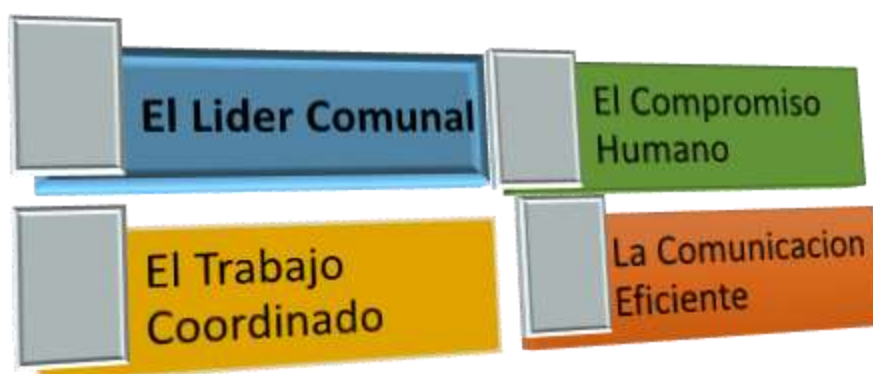 El Lider Comunal
El Compromiso
Humano
El Trabajo
Coordinado
La Comunicacion
Eficiente